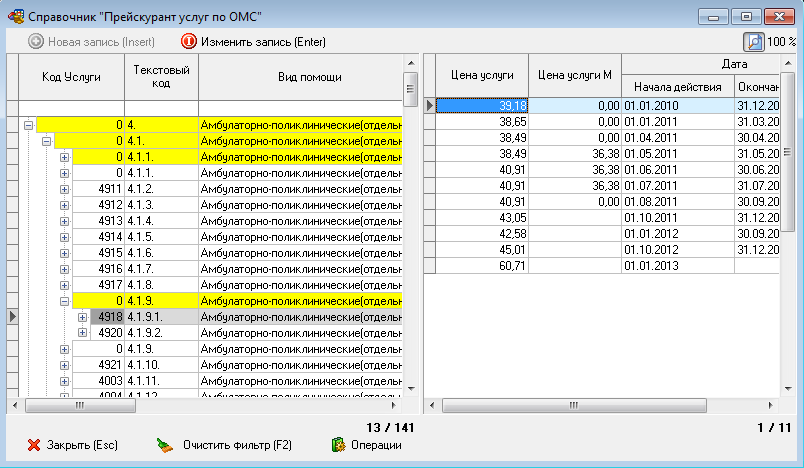 Справочник "Прейскурант услуг по ОМС"
Новая запись (Insert) Изменить запись (Enter) 100 %
Код Услуги Текстовый код Вид помощи
0 4. Амбулаторно-поликлинические(отдельн
0 4.1. Амбулаторно-поликлинические(отдельн
0 4.1.1. Амбулаторно-поликлинические(отдельн
0 4.1.1. Амбулаторно-поликлинические(отдельн
4911 4.1.2. Амбулаторно-поликлинические(отдельн
4912 4.1.3. Амбулаторно-поликлинические(отдельн
4913 4.1.4. Амбулаторно-поликлинические(отдельн
4914 4.1.5. Амбулаторно-поликлинические(отдельн
4915 4.1.6. Амбулаторно-поликлинические(отдельн
4916 4.1.7. Амбулаторно-поликлинические(отдельн
4917 4.1.8. Амбулаторно-поликлинические(отдельн
0 4.1.9. Амбулаторно-поликлинические(отдельн
4918 4.1.9.1. Амбулаторно-поликлинические(отдельн
4920 4.1.9.2. Амбулаторно-поликлинические(отдельн
0 4.1.9. Амбулаторно-поликлинические(отдельн
4921 4.1.10. Амбулаторно-поликлинические(отдельн
4003 4.1.11. Амбулаторно-поликлинические(отдельн
4004 4.1.12. Амбулаторно-поликлинические(отдельн
13 / 141
Цена услуги Цена услуги М Дата
Начала действия Окончан
39,18 0,00 01.01.2010 31.12.20
38,65 0,00 01.01.2011 31.03.20
38,49 0,00 01.04.2011 30.04.20
38,49 36,38 01.05.2011 31.05.20
40,91 36,38 01.06.2011 30.06.20
40,91 36,38 01.07.2011 31.07.20
40,91 0,00 01.08.2011 30.09.20
43,05 01.10.2011 31.12.20
42,58 01.01.2012 30.09.20
45,01 01.10.2012 31.12.20
60,71 01.01.2013
1 / 11
Закрыть (Esc) Очистить фильтр (F2) Операции